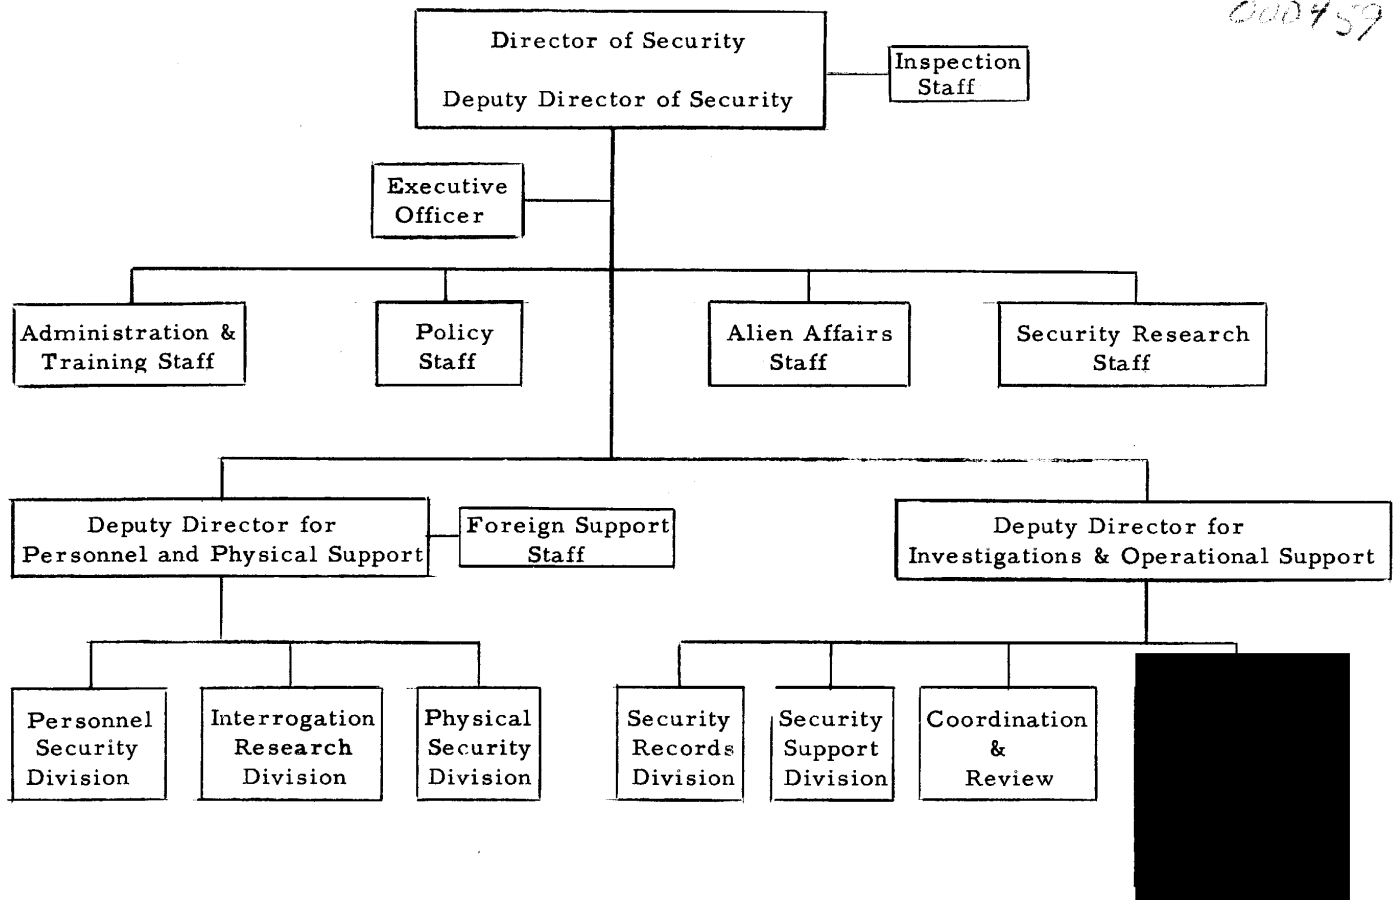 000459
Director of Security
Deputy Director of Security
Inspection
Staff
Executive
Officer
Administration &
Training Staff
Policy
Staff
Alien Affairs
Staff
Security Research
Staff
Deputy Director for
Personnel and Physical Support
Foreign Support
Staff
Deputy Director for
Investigations & Operational Support
Personnel
Security
Division
Interrogation
Research
Division
Physical
Security
Division
Security
Records
Division
Security
Support
Division
Coordination
&
Review